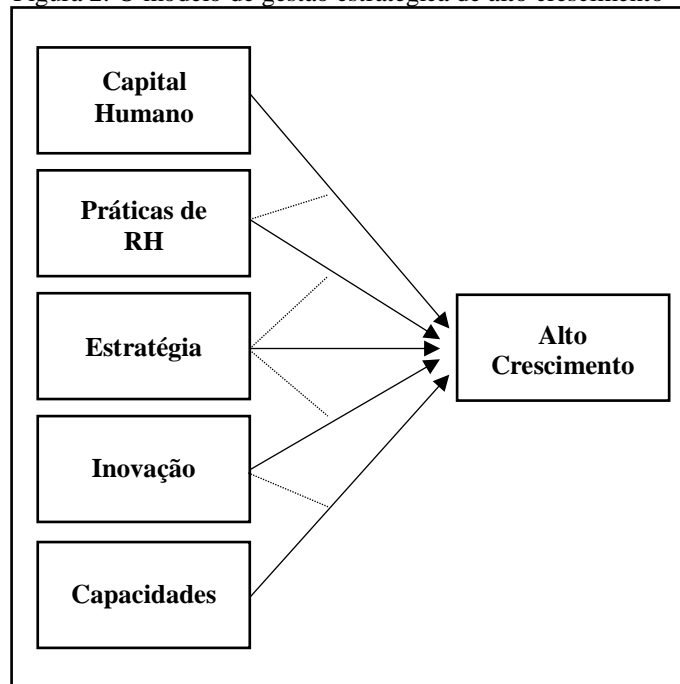 Figura 2: O modelo de gestão estratégica de alto crescimento
Capital
Humano
Práticas de
RH
Estratégia
Inovação
Capacidades
Alto
Crescimento